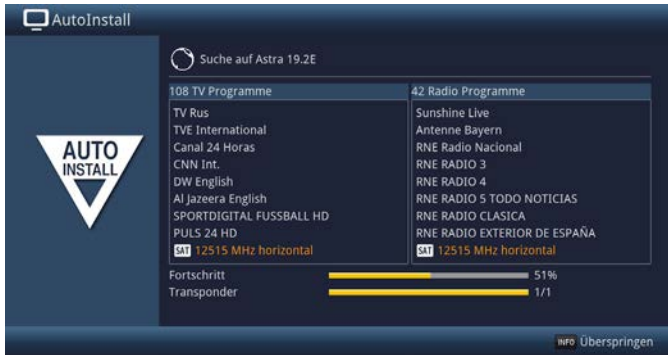 AutoInstall
Suche auf Astra 19.2E
108 TV Programme
TV Rus
TVE International
Canal 24 Horas
CNN Int.
DW English
Al Jazeera English
SPORTDIGITAL FUSSBALL HD
PULS 24 HD
SAT 12515 MHz horizontal
42 Radio Programme
Sunshine Live
Antenne Bayern
RNE Radio Nacional
RNE RADIO 3
RNE RADIO 4
RNE RADIO 5 TODO NOTICIAS
RNE RADIO CLASICA
RNE RADIO EXTERIOR DE ESPAÑA
SAT 12515 MHz horizontal
AUTO
INSTALL
Fortschritt 51%
Transponder 1/1
INFO Überspringen